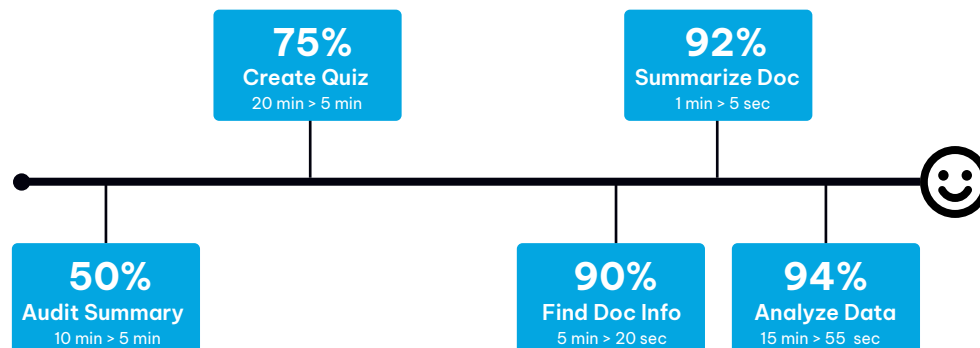 75%
Create Quiz
20 min > 5 min
92%
Summarize Doc
1 min > 5 sec
50%
Audit Summary
10 min > 5 min
90%
Find Doc Info
5 min > 20 sec
94%
Analyze Data
15 min > 55 sec